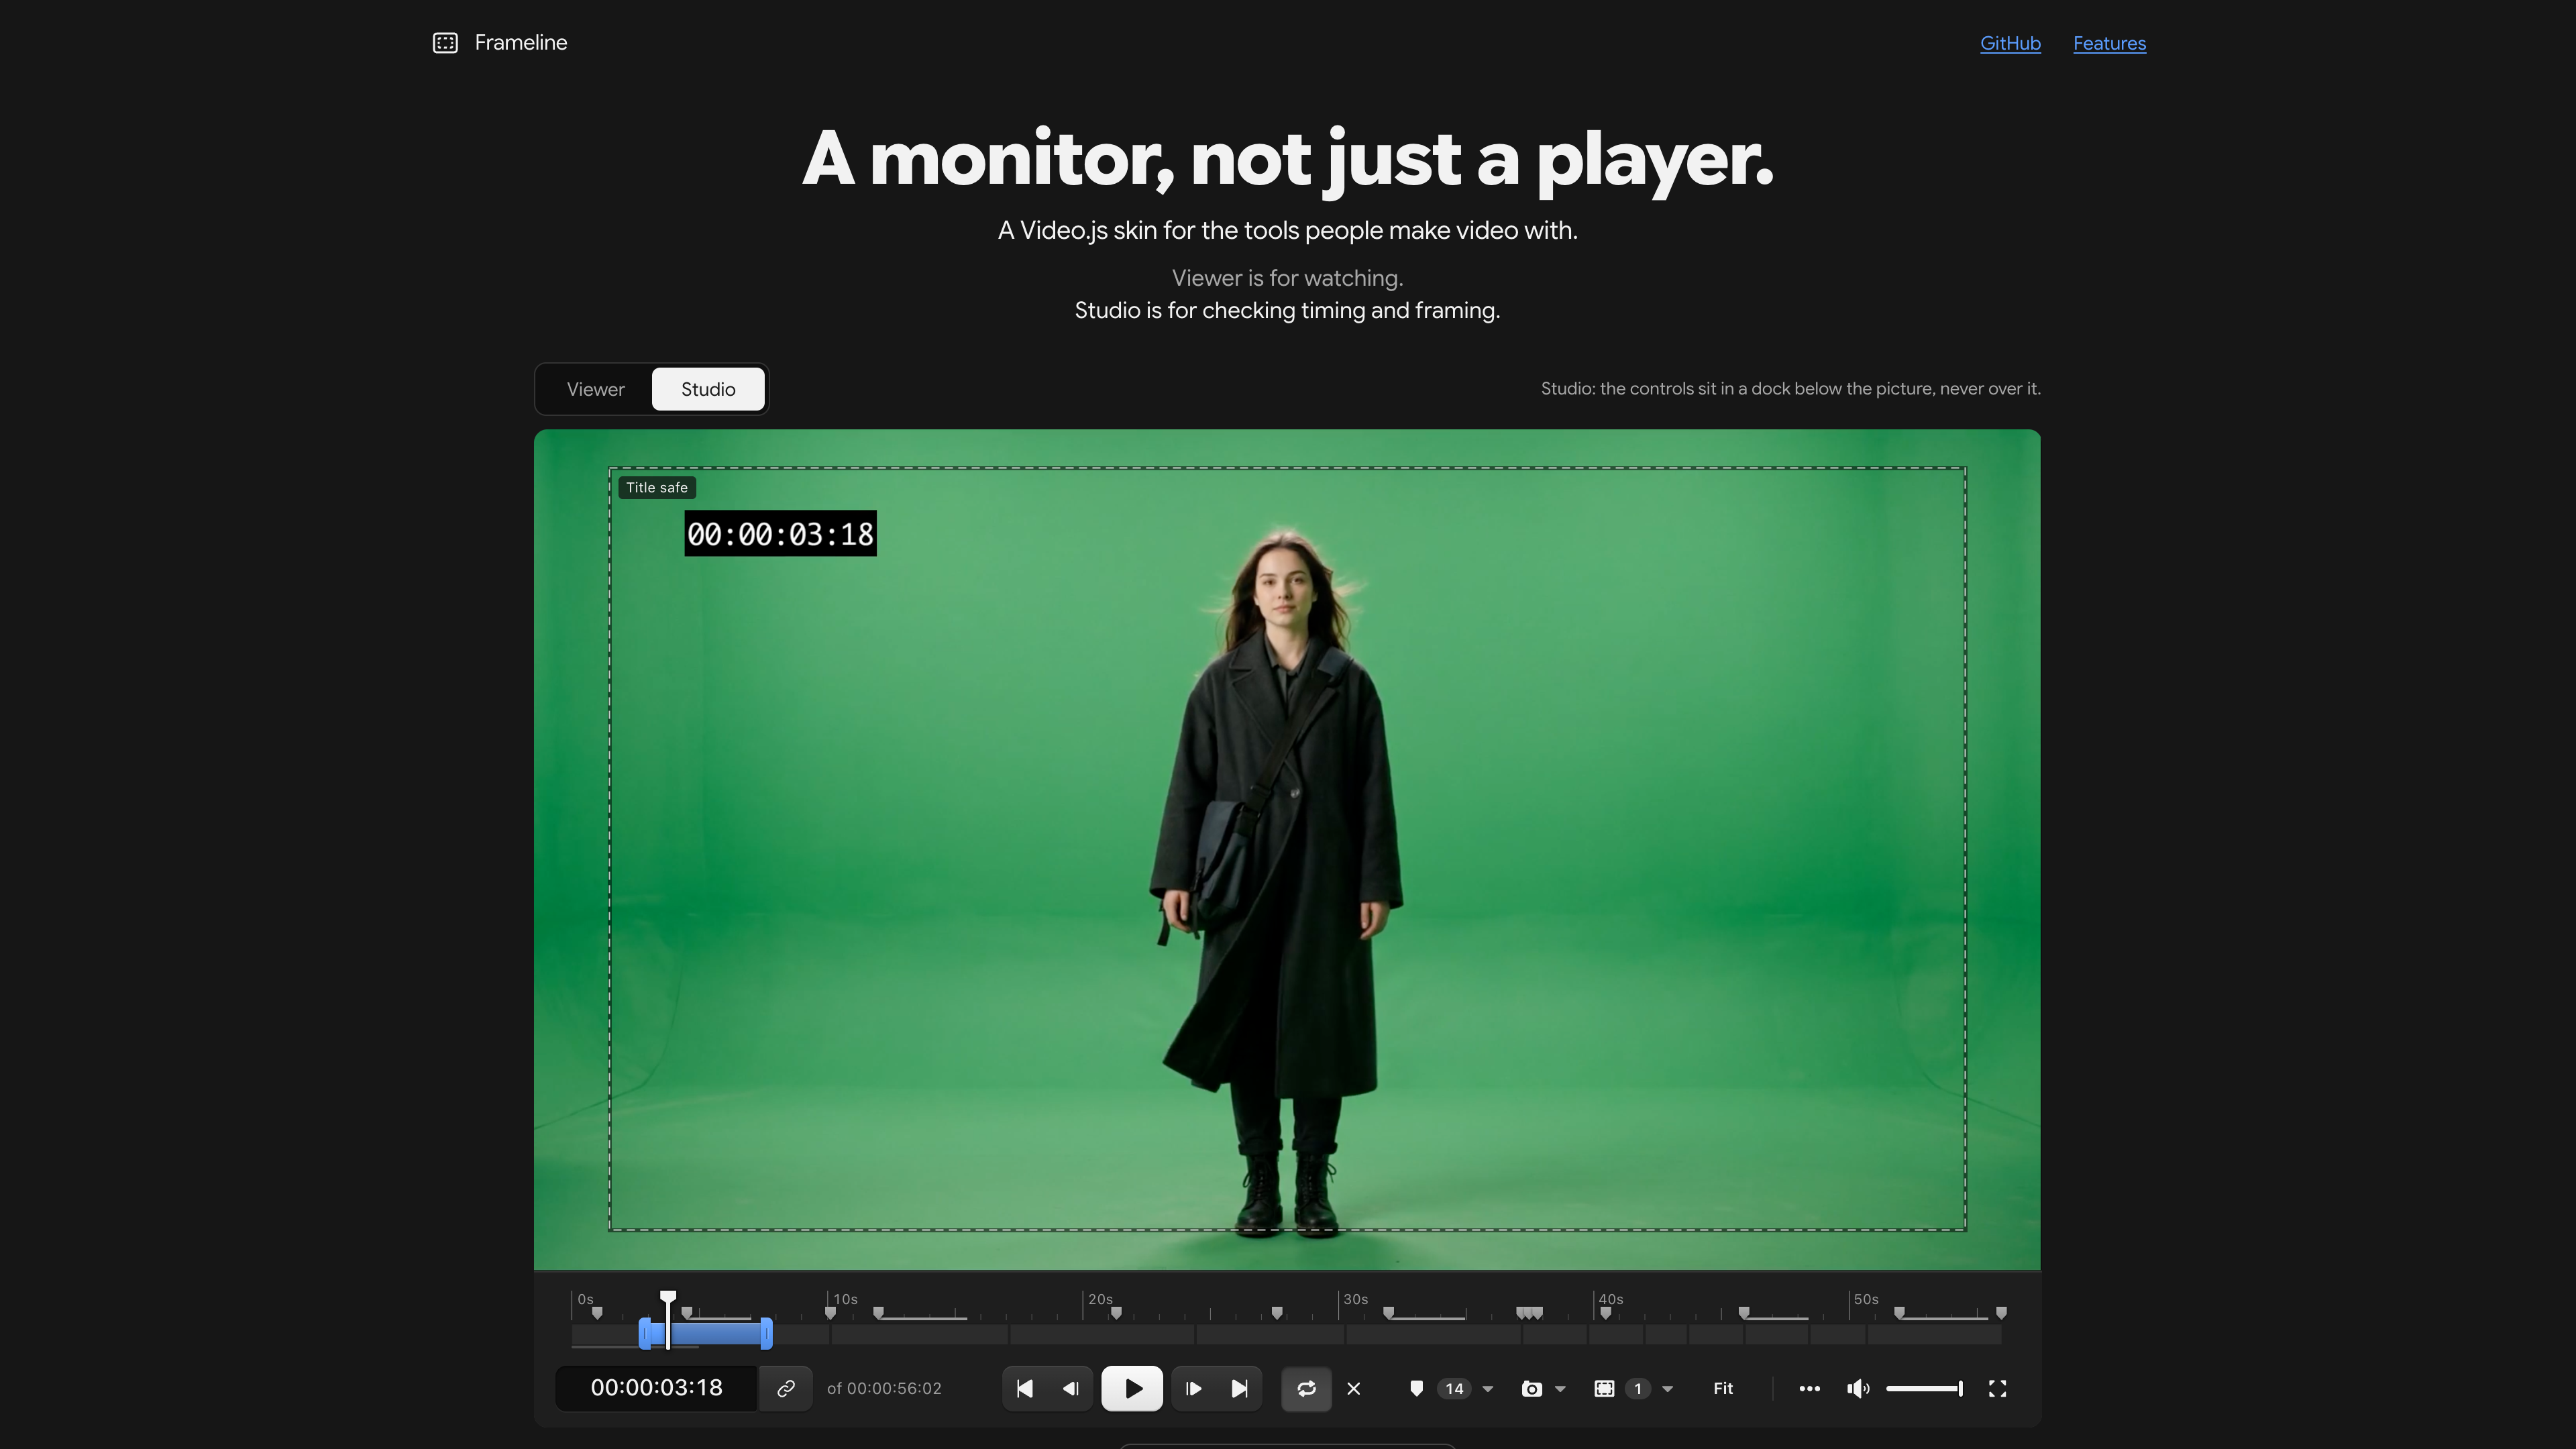 Frameline
GitHub Features
A monitor, not just a player.
A Video.js skin for the tools people make video with.
Viewer is for watching.
Studio is for checking timing and framing.
Viewer Studio
Studio: the controls sit in a dock below the picture, never over it.
Title safe
00:00:03:18
0s 10s 20s 30s 40s 50s
00:00:03:18 of 00:00:56:02 14 1 Fit